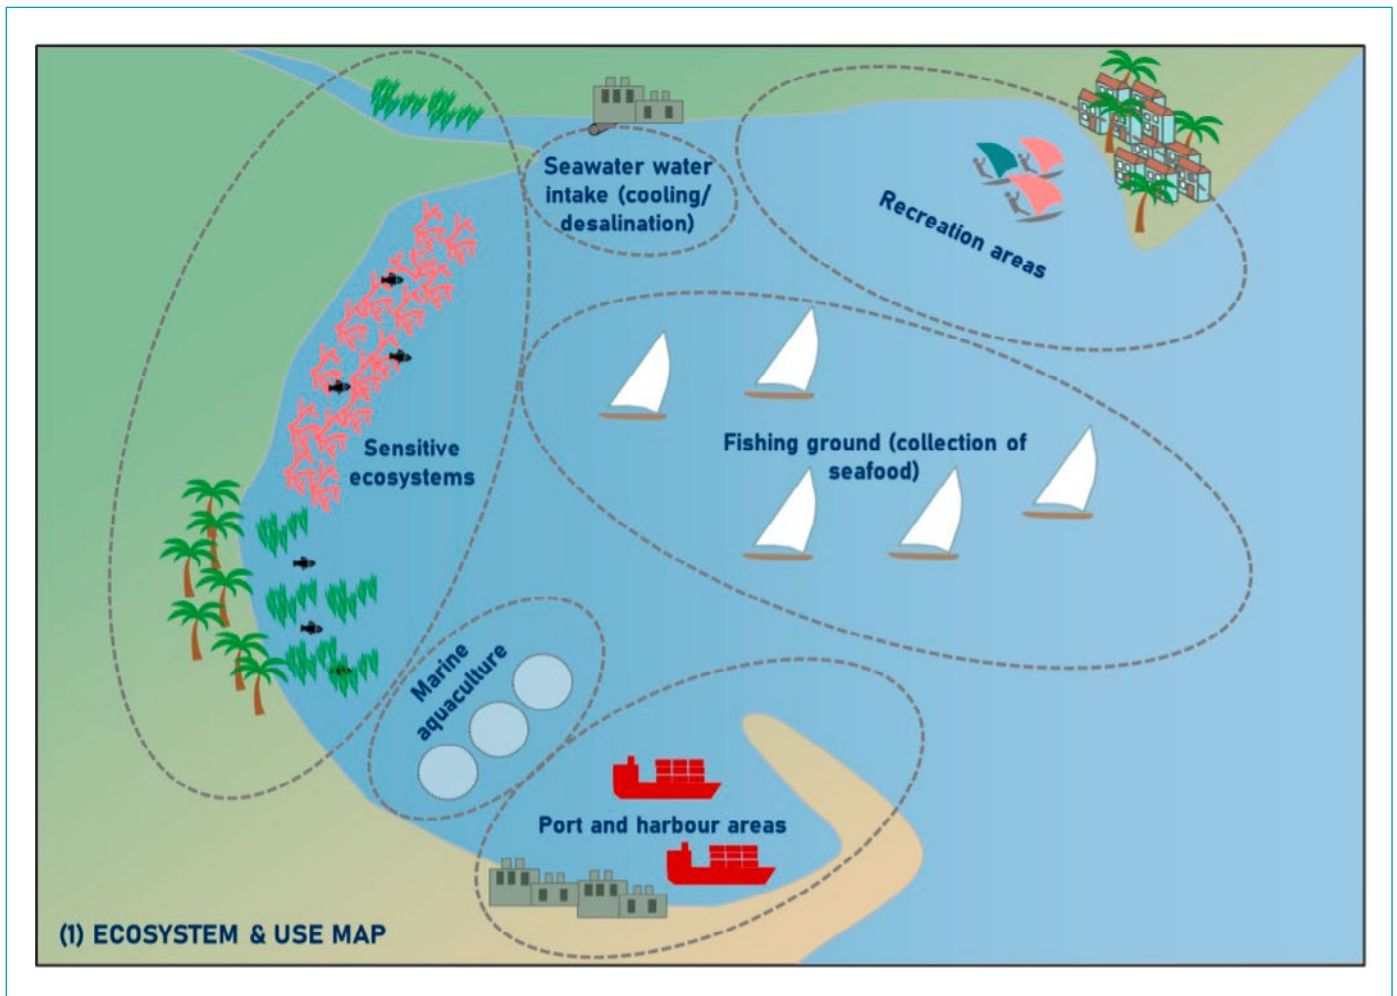 Seawater water
intake (cooling/
desalination)
Recreation areas
Fishing ground (collection of
seafood)
Sensitive
ecosystems
Marine
aquaculture
Port and harbour areas
(1) ECOSYSTEM & USE MAP